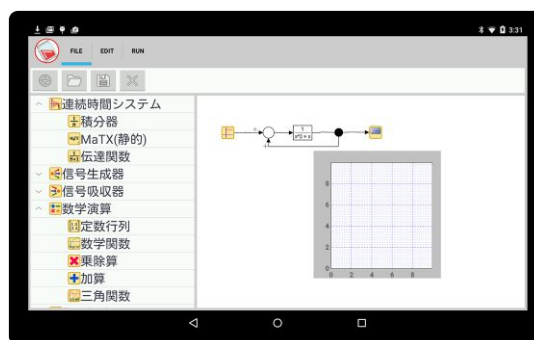 3:31
FILE EDIT RUN
連続時間システム
積分器
MaTX(静的)
伝達関数
信号生成器
信号吸収器
数学演算
定数行列
数学関数
乗除算
加算
三角関数
1
8
6
4
2
0
0 2 4 6 8